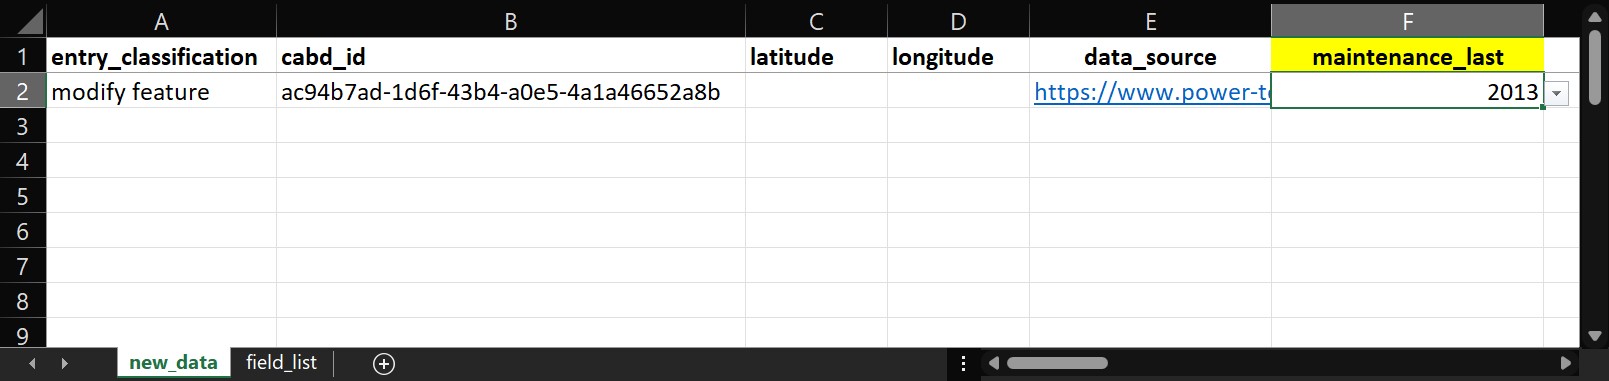 A B C D E F
1 entry_classification cabd_id latitude longitude data_source maintenance_last
2 modify feature ac94b7ad-1d6f-43b4-a0e5-4a1a46652a8b https://www.power-t 2013
3
4
5
6
7
8
9
new_data field_list